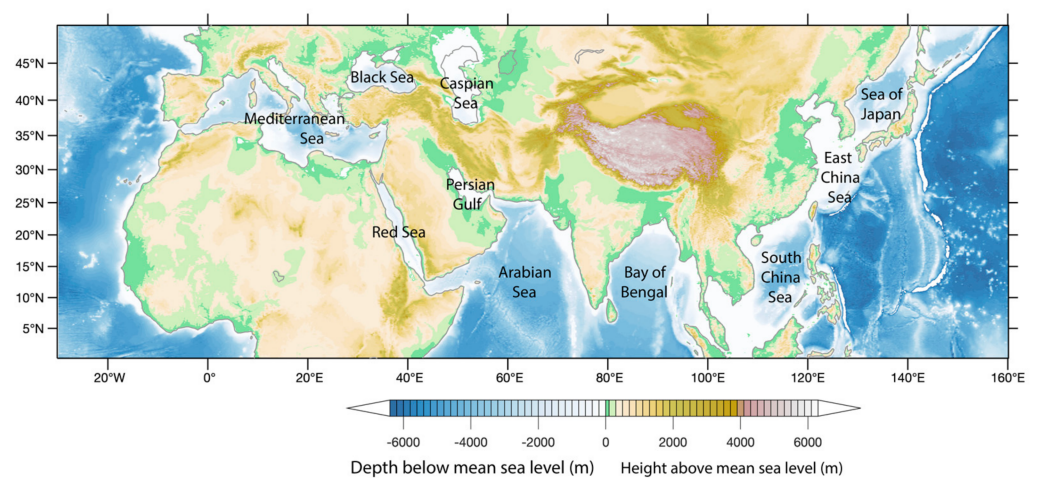 45°N
40°N
35°N
30°N
25°N
20°N
15°N
10°N
5°N
Black Sea
Caspian
Sea
Mediterranean
Sea
Sea of
Japan
East
China
Sea
Persian
Gulf
Red Sea
Arabian
Sea
Bay of
Bengal
South
China
Sea
20°W
0°
20°E
40°E
60°E
80°E
100°E
120°E
140°E
160°E
-6000
-4000
-2000
0
2000
4000
6000
Depth below mean sea level (m)
Height above mean sea level (m)